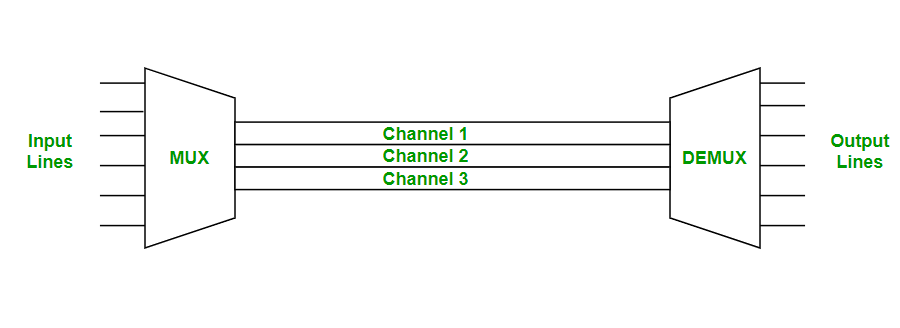 Input
Lines
MUX
Channel 1
Channel 2
Channel 3
DEMUX
Output
Lines